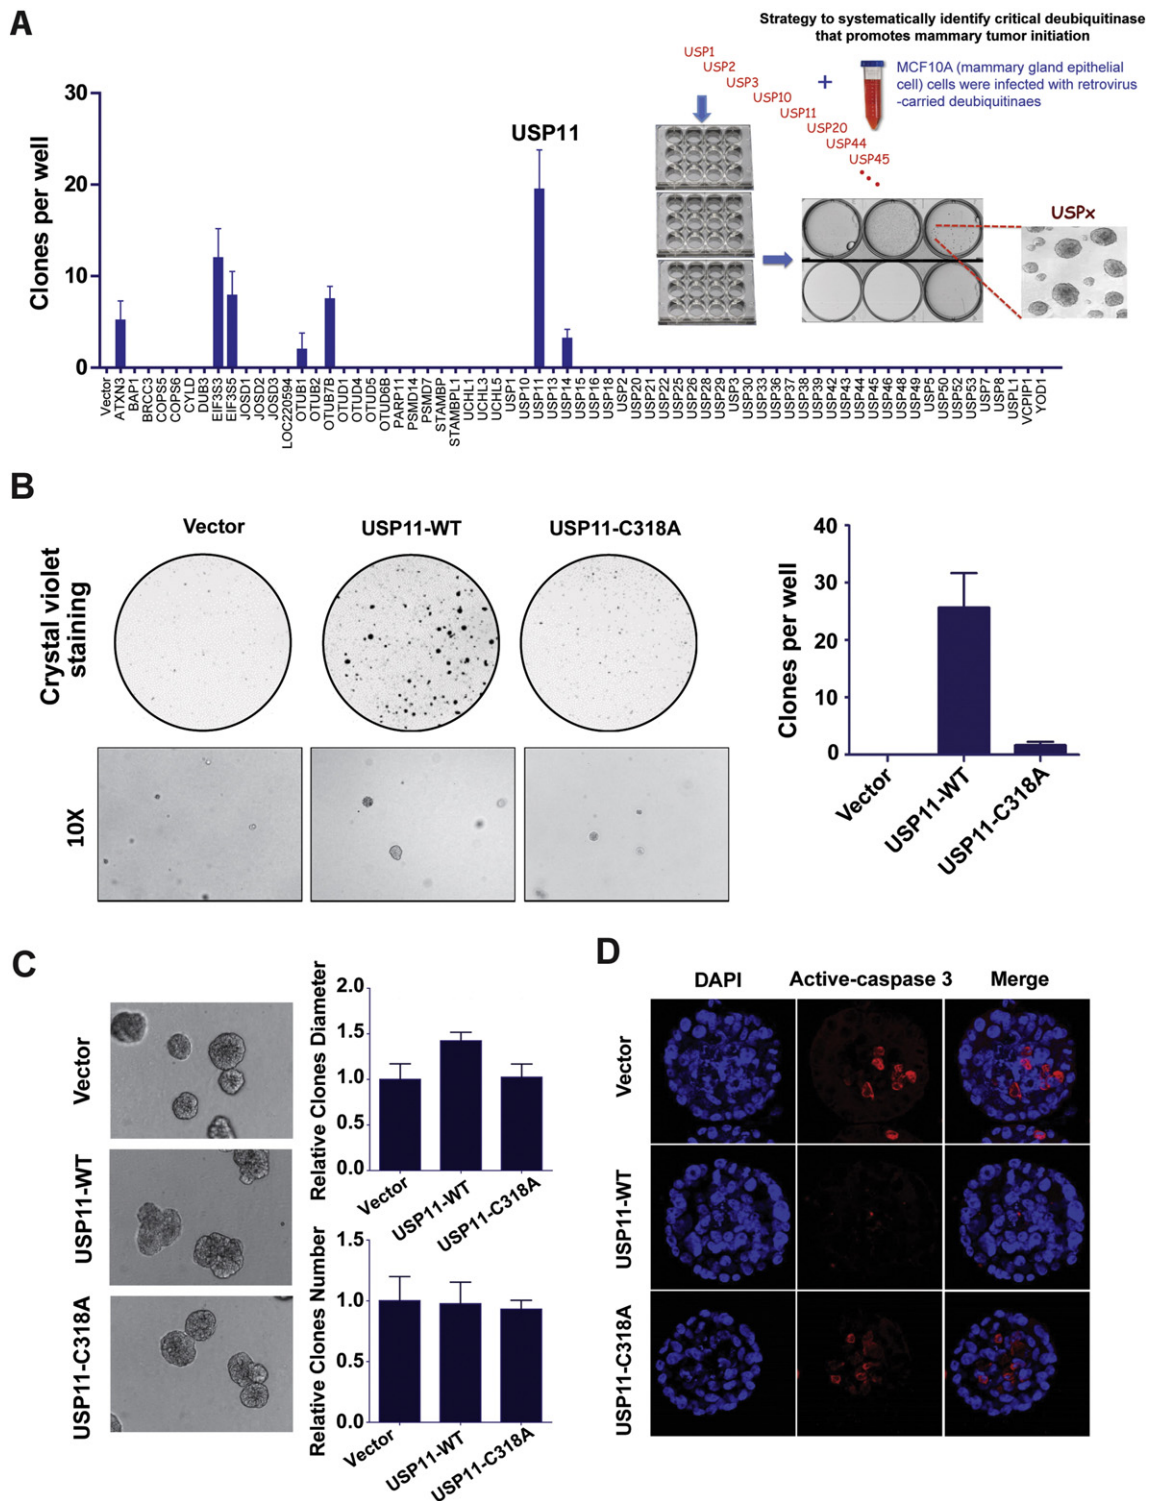 A
Strategy to systematically identify critical deubiquitinase
that promotes mammary tumor initiation
USP1
USP2
USP3
USP10
USP11
USP20
USP44
USP45
+
MCF10A (mammary gland epithelial
cell) cells were infected with retrovirus
-carried deubiquitinaes
USPx
Clones per well
30
20
10
0
USP11
Vector
ATXN3
BAP1
BRCC3
COPS5
COPS6
CYLD
DUB3
EIF3S3
EIF3S5
JOSD1
JOSD2
JOSD3
LOC220594
OTUB1
OTUB2
OTUB7B
OTUD1
OTUD4
OTUD5
OTUD6B
PARP11
PSMD14
PSMD7
STAMBP
STAMBPL1
UCHL1
UCHL3
UCHL5
USP1
USP10
USP11
USP13
USP14
USP15
USP16
USP18
USP2
USP20
USP21
USP22
USP25
USP26
USP28
USP29
USP3
USP30
USP33
USP36
USP37
USP38
USP39
USP42
USP43
USP44
USP45
USP46
USP48
USP49
USP5
USP50
USP52
USP53
USP7
USP8
USPL1
VCPIP1
YOD1
B
Vector
USP11-WT
USP11-C318A
Crystal violet
staining
10X
Clones per well
40
30
20
10
0
Vector
USP11-WT
USP11-C318A
C
Vector
USP11-WT
USP11-C318A
Relative Clones Diameter
2.0
1.5
1.0
0.5
0.0
Vector
USP11-WT
USP11-C318A
Relative Clones Number
1.5
1.0
0.5
0.0
Vector
USP11-WT
USP11-C318A
D
DAPI
Active-caspase 3
Merge
Vector
USP11-WT
USP11-C318A